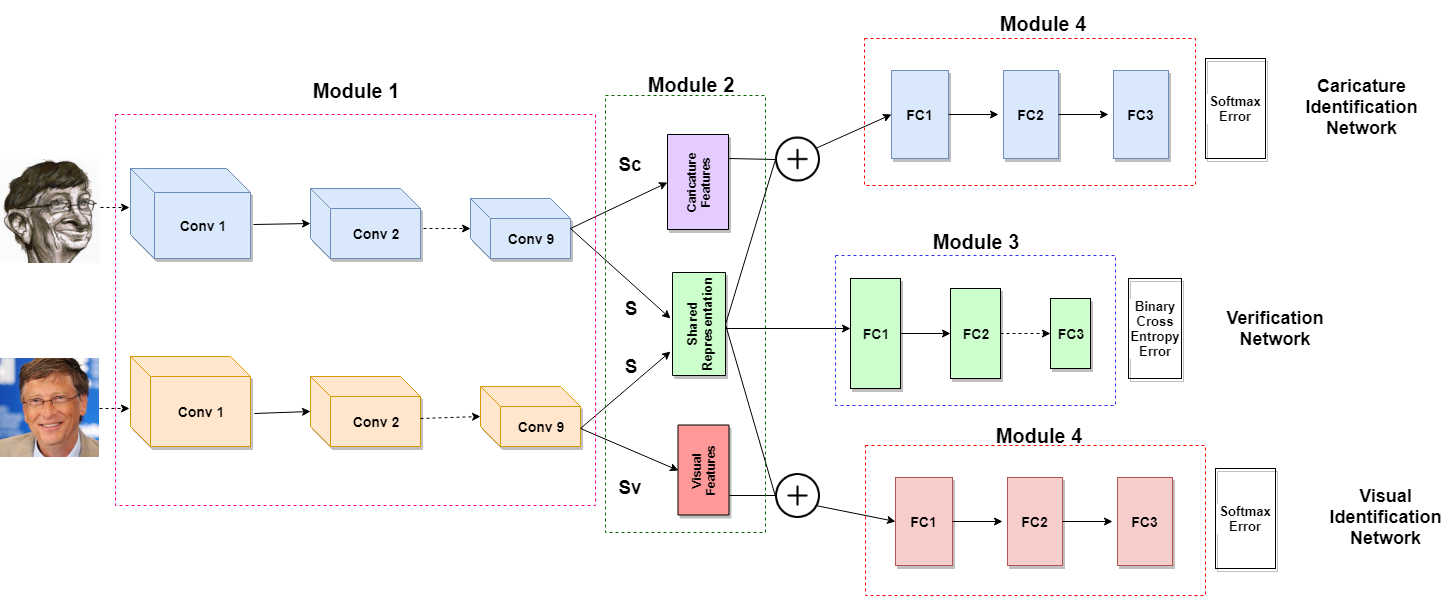 Module 1
Conv 1
Conv 2
Conv 9
Conv 1
Conv 2
Conv 9
Module 2
Sc
S
S
Sv
Caricature
Features
Shared
Representation
Visual
Features
+
+
Module 4
FC1
FC2
FC3
Softmax
Error
Caricature
Identification
Network
Module 3
FC1
FC2
FC3
Binary
Cross
Entropy
Error
Verification
Network
Module 4
FC1
FC2
FC3
Softmax
Error
Visual
Identification
Network